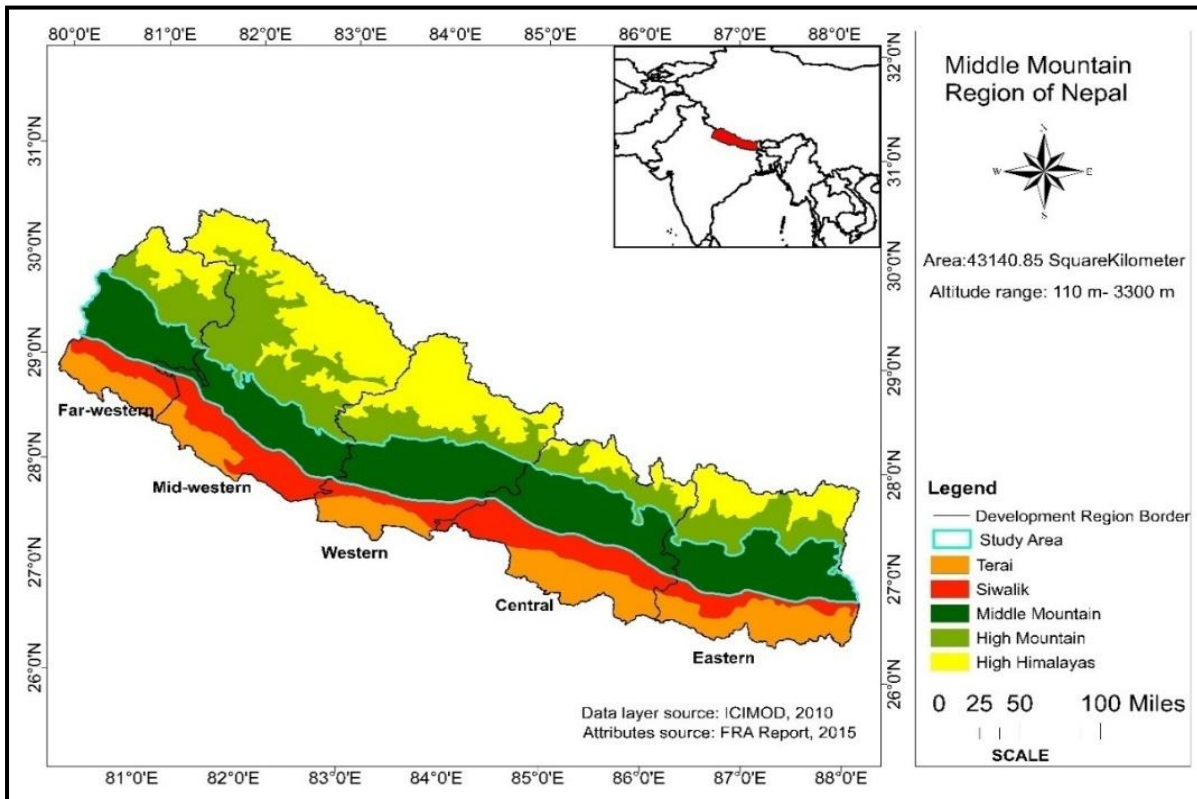 80°0'E 81°0'E 82°0'E 83°0'E 84°0'E 85°0'E 86°0'E 87°0'E 88°0'E
32°0'N
31°0'N
30°0'N
29°0'N
28°0'N
27°0'N
26°0'N
31°0'N
30°0'N
29°0'N
28°0'N
27°0'N
26°0'N
Far-western
Mid-western
Western
Central
Eastern
Data layer source: ICIMOD, 2010
Attributes source: FRA Report, 2015
81°0'E 82°0'E 83°0'E 84°0'E 85°0'E 86°0'E 87°0'E 88°0'E
Middle Mountain
Region of Nepal
N
W E
S
Area:43140.85 SquareKilometer
Altitude range: 110 m- 3300 m
Legend
Development Region Border
Study Area
Terai
Siwalik
Middle Mountain
High Mountain
High Himalayas
0 25 50 100 Miles
SCALE